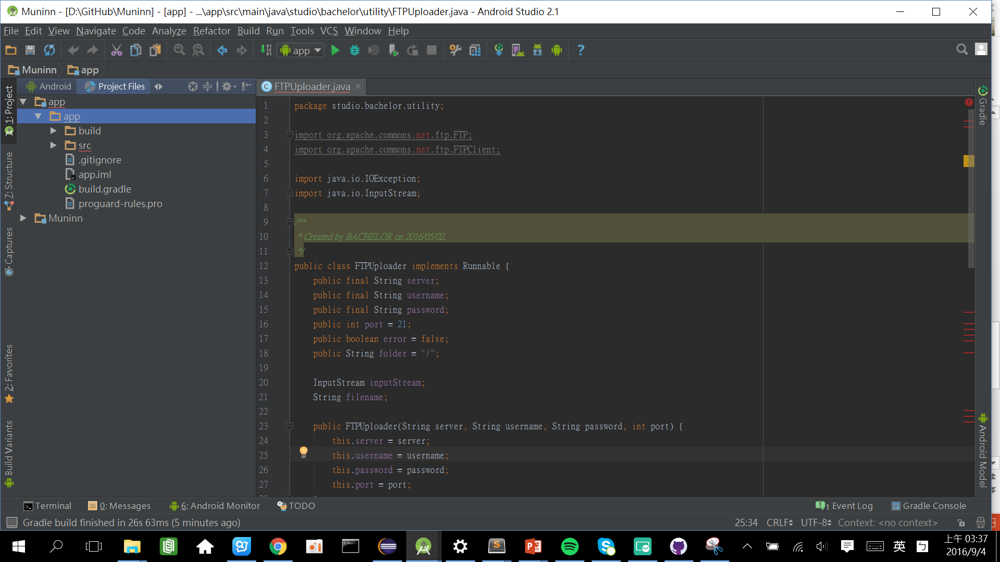 Muninn - [D:\GitHub\Muninn] - [app] - ...\app\src\main\java\studio\bachelor\utility\FTPUploader.java - Android Studio 2.1
File Edit View Navigate Code Analyze Refactor Build Run Tools VCS Window Help
app
Muninn app
Android Project Files
FTPUploader.java
1: Project
Z: Structure
Captures
2: Favorites
Build Variants
app
app
build
src
.gitignore
app.iml
build.gradle
proguard-rules.pro
Muninn
1 package studio.bachelor.utility;
2
3 import org.apache.commons.net.ftp.FTP;
4 import org.apache.commons.net.ftp.FTPClient;
5
6 import java.io.IOException;
7 import java.io.InputStream;
8
9 /**
10 * Created by BACHELOR on 2016/05/02.
11 */
12 public class FTPUploader implements Runnable {
13 public final String server;
14 public final String username;
15 public final String password;
16 public int port = 21;
17 public boolean error = false;
18 public String folder = "/";
19
20 InputStream inputStream;
21 String filename;
22
23 public FTPUploader(String server, String username, String password, int port) {
24 this.server = server;
25 this.username = username;
26 this.password = password;
27 this.port = port;
Gradle
Android Model
Terminal 0: Messages 6: Android Monitor TODO 1 Event Log Gradle Console
Gradle build finished in 26s 63ms (5 minutes ago) 25:34 CRLF UTF-8 Context: <no context>
英 上午 03:37
2016/9/4